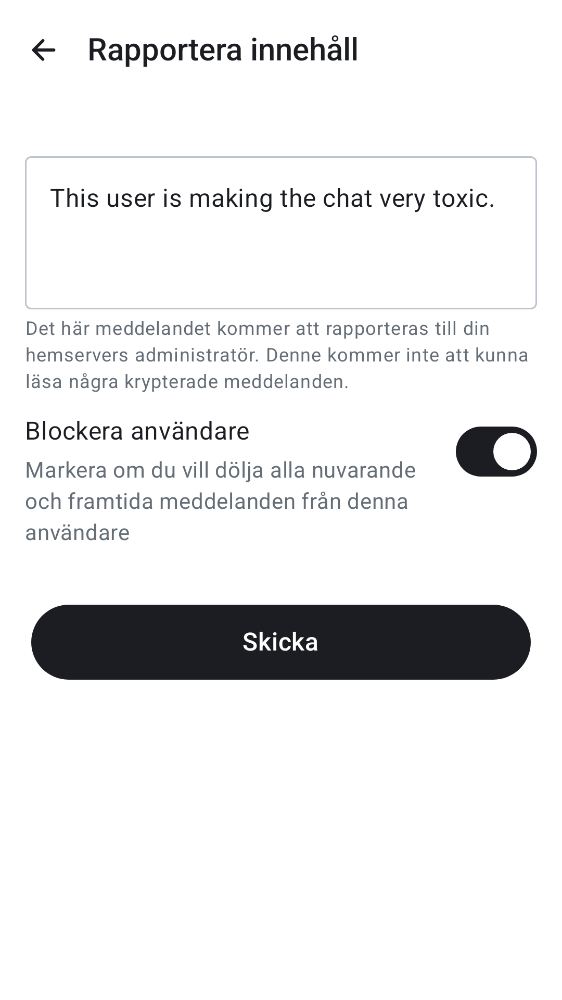 Rapportera innehåll
This user is making the chat very toxic.
Det här meddelandet kommer att rapporteras till din
hemservers administratör. Denne kommer inte att kunna
läsa några krypterade meddelanden.
Blockera användare
Markera om du vill dölja alla nuvarande
och framtida meddelanden från denna
användare
Skicka